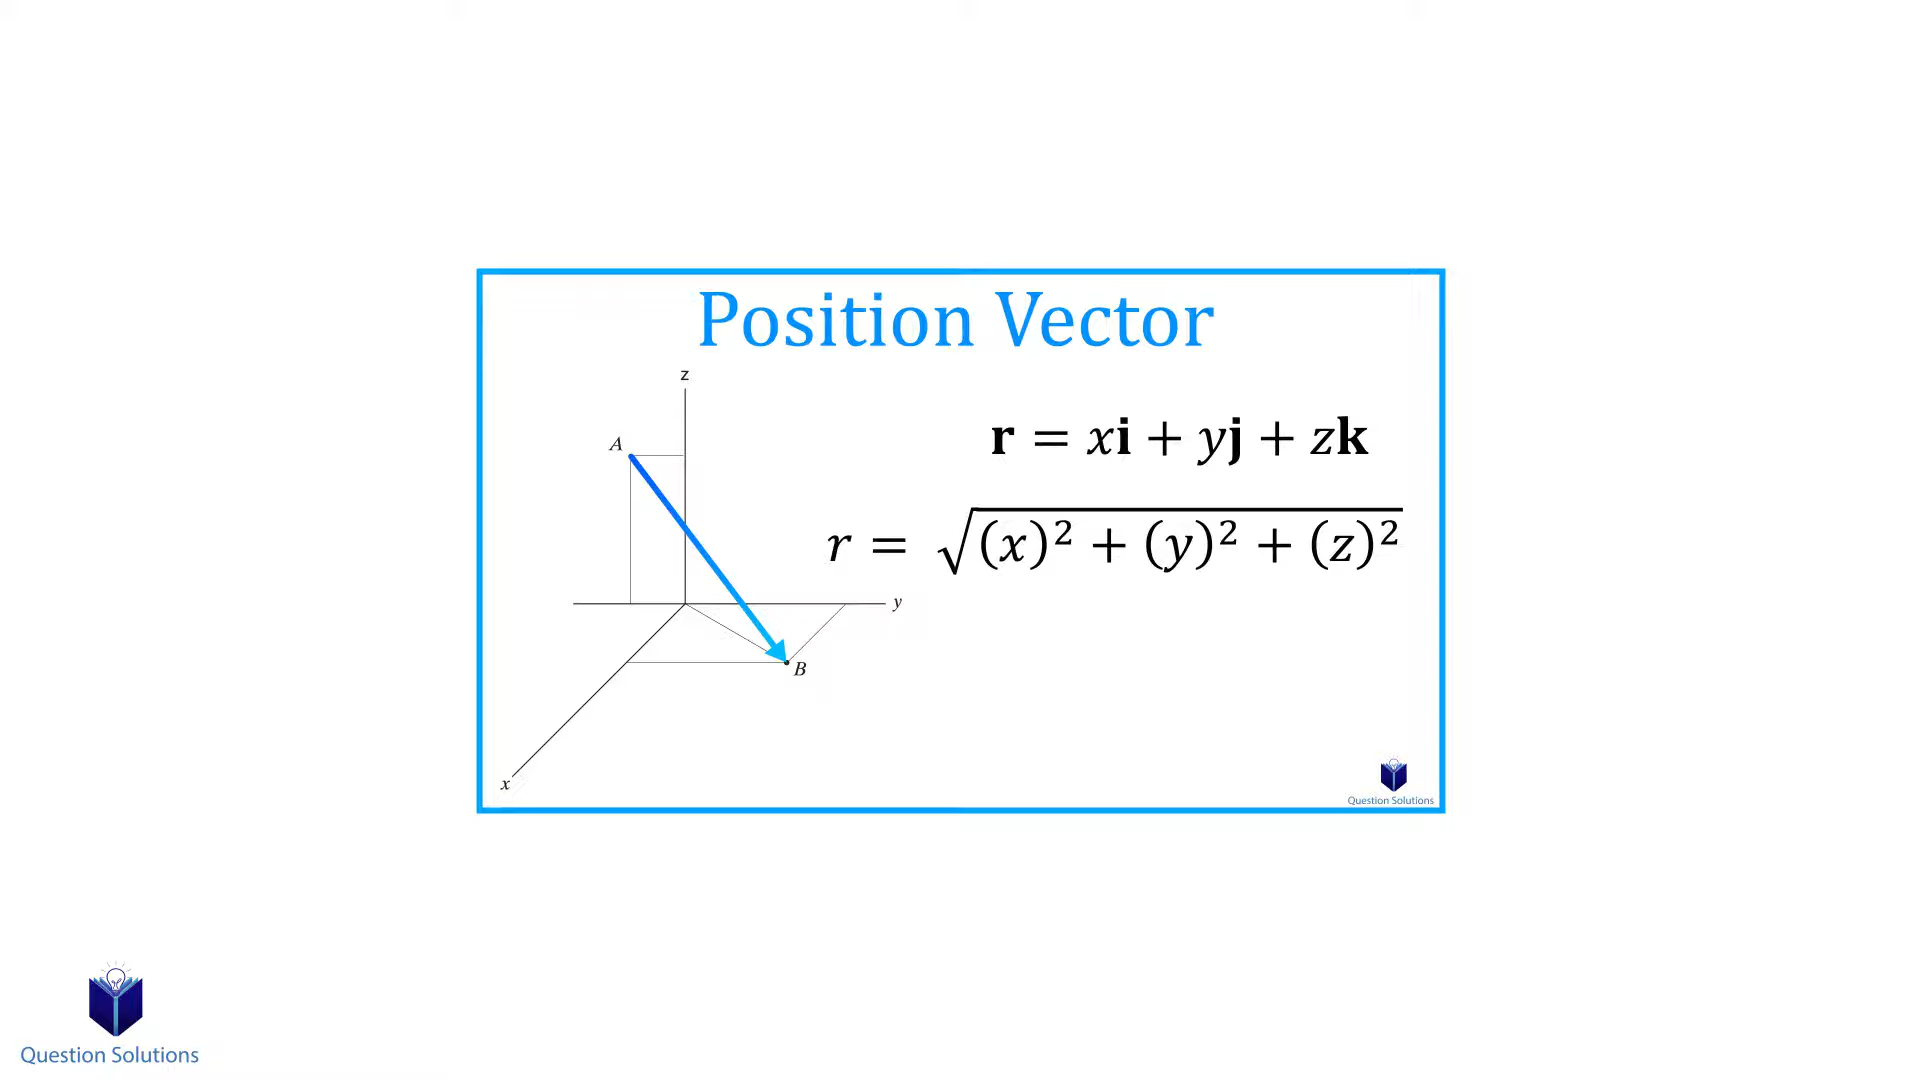 Position Vector
z
A
r = xi + yj + zk
r = √(x)² + (y)² + (z)²
y
B
x
Question Solutions
Question Solutions